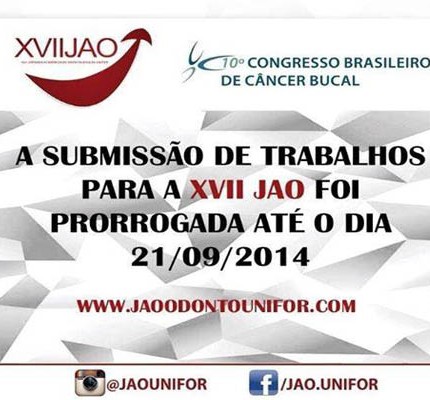 XVIIJAO
10º CONGRESSO BRASILEIRO
DE CÂNCER BUCAL
A SUBMISSÃO DE TRABALHOS
PARA A XVII JAO FOI
PRORROGADA ATÉ O DIA
21/09/2014
WWW.JAOODONTOUNIFOR.COM
@JAOUNIFOR
f/JAO.UNIFOR